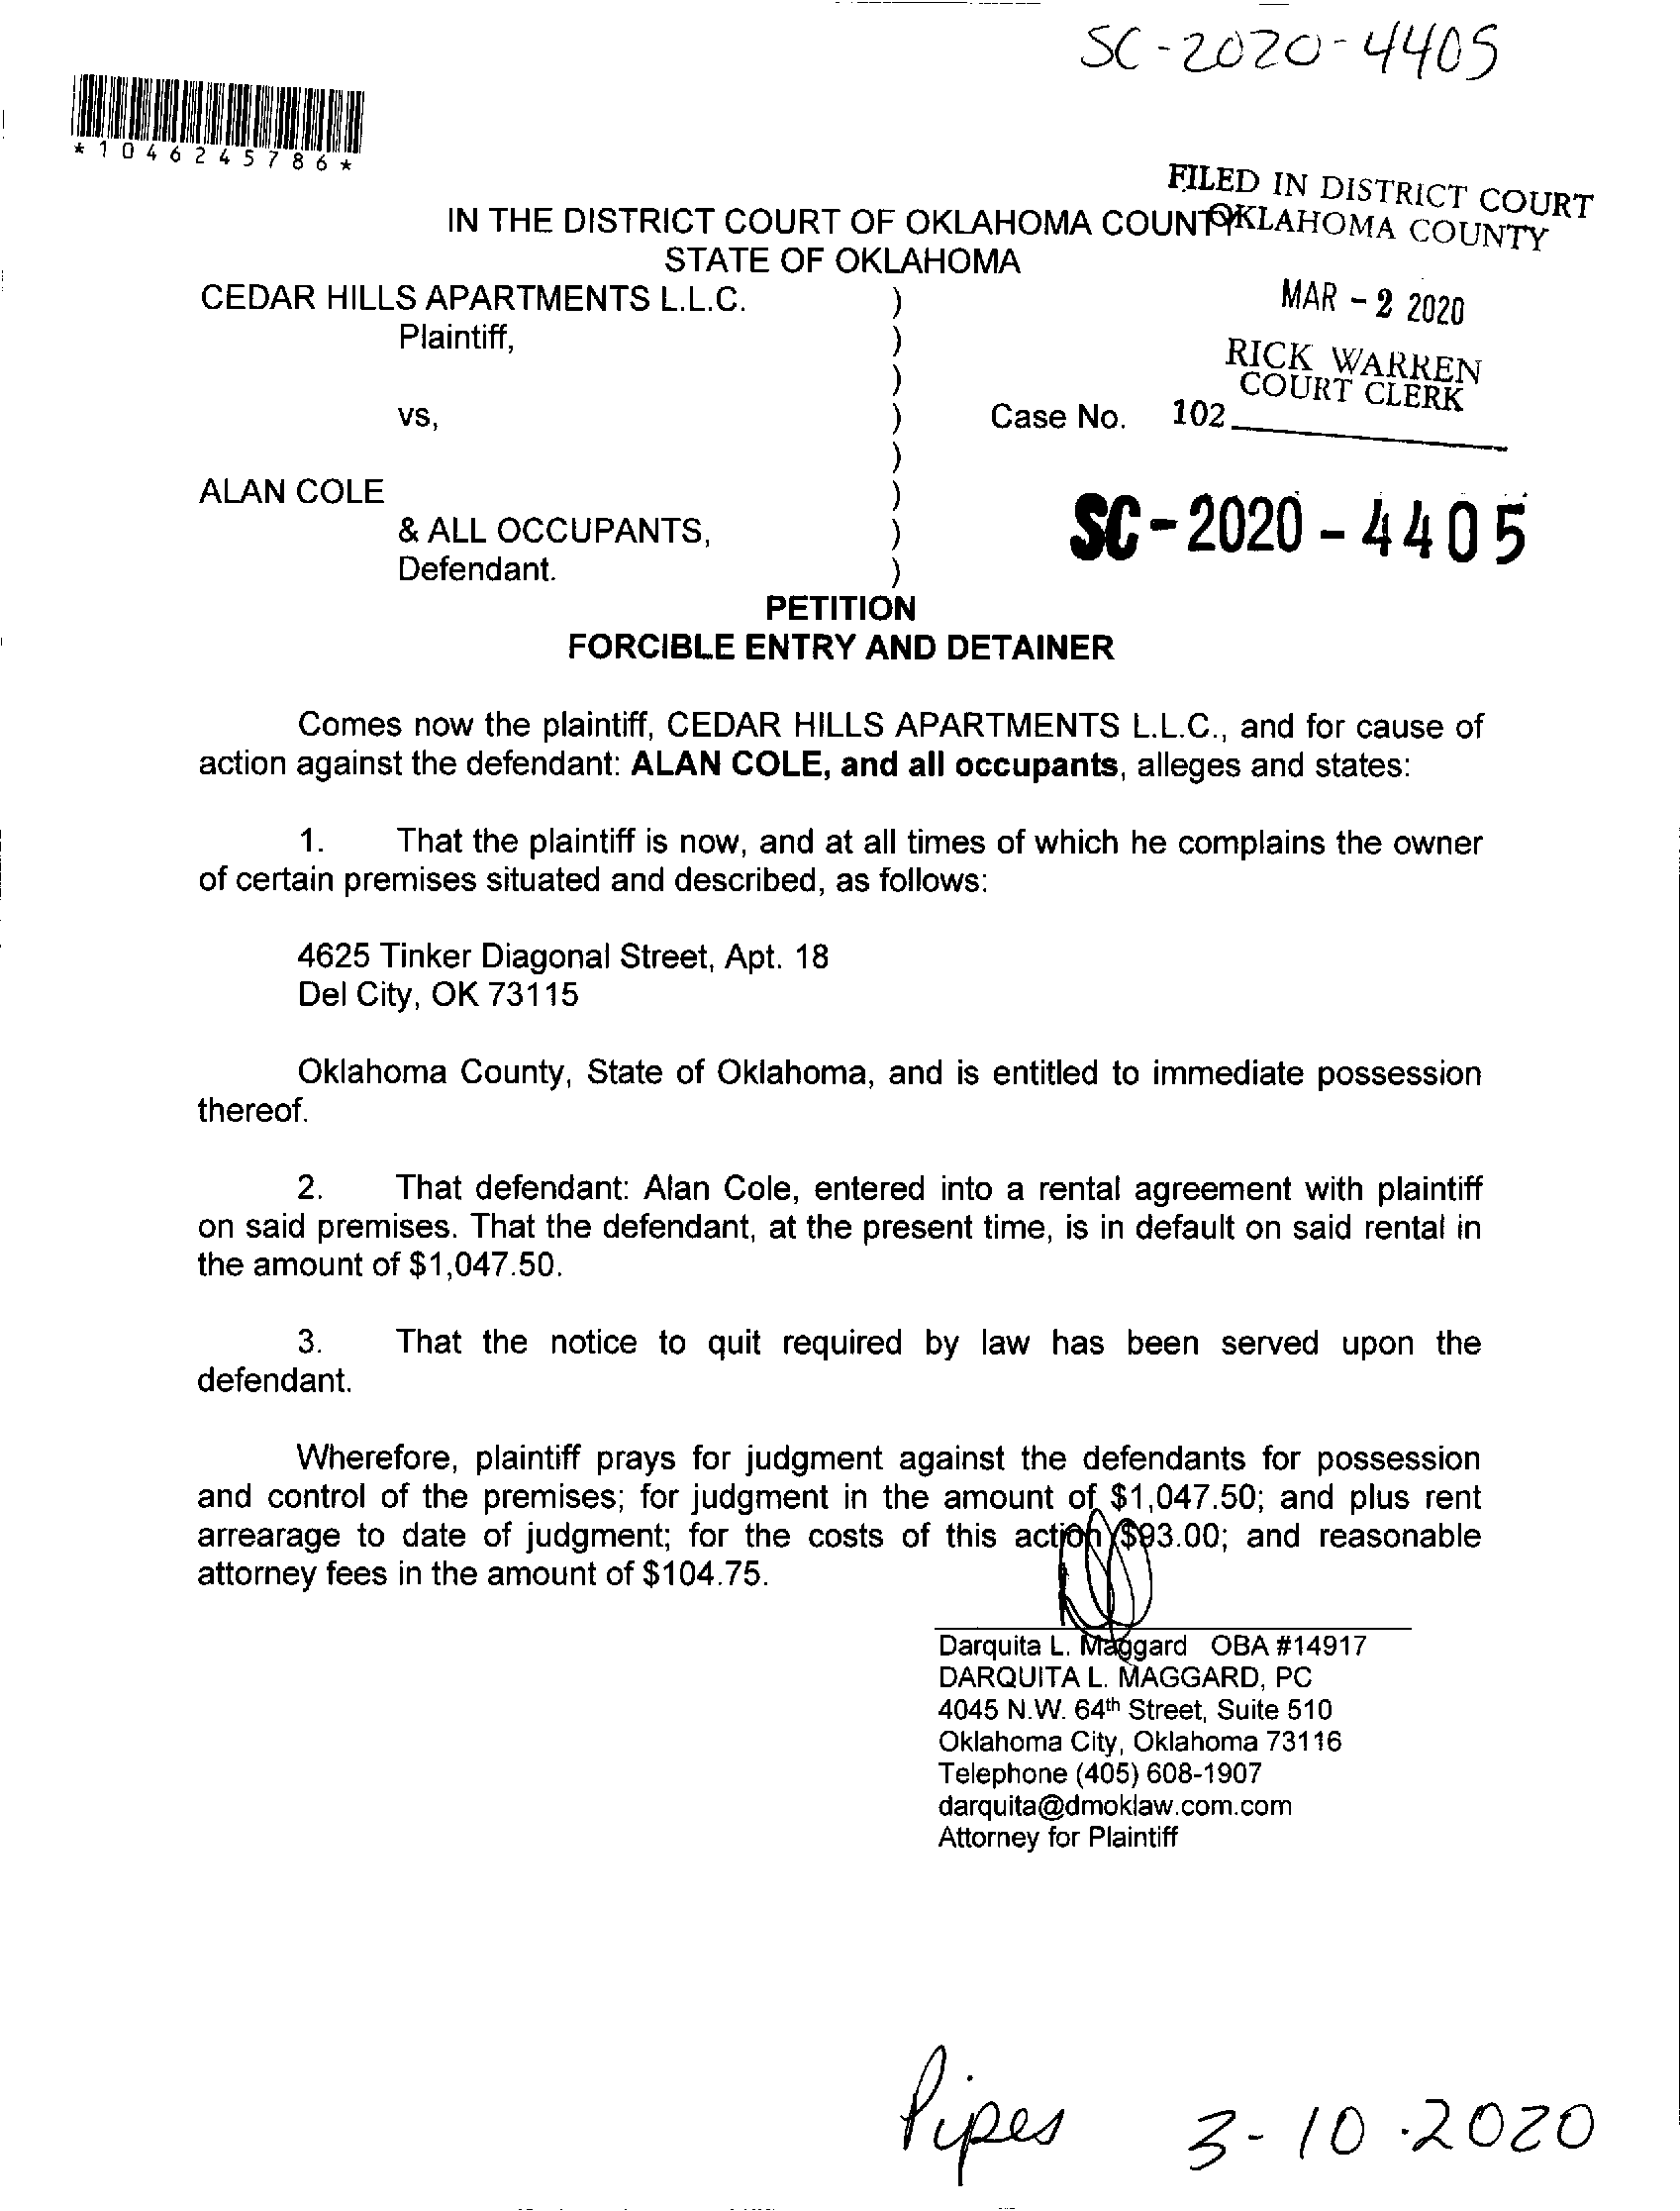 SC-2020-4405
*1046245786*
FILED IN DISTRICT COURT
OKLAHOMA COUNTY
IN THE DISTRICT COURT OF OKLAHOMA COUNTY
STATE OF OKLAHOMA
MAR - 2 2020
CEDAR HILLS APARTMENTS L.L.C. )
Plaintiff, )
RICK WARREN
COURT CLERK
)
vs, ) Case No. 102
)
ALAN COLE )
& ALL OCCUPANTS, )
SC-2020-4405
Defendant. )
PETITION
FORCIBLE ENTRY AND DETAINER
Comes now the plaintiff, CEDAR HILLS APARTMENTS L.L.C., and for cause of
action against the defendant: ALAN COLE, and all occupants, alleges and states:
1. That the plaintiff is now, and at all times of which he complains the owner
of certain premises situated and described, as follows:
4625 Tinker Diagonal Street, Apt. 18
Del City, OK 73115
Oklahoma County, State of Oklahoma, and is entitled to immediate possession
thereof.
2. That defendant: Alan Cole, entered into a rental agreement with plaintiff
on said premises. That the defendant, at the present time, is in default on said rental in
the amount of $1,047.50.
3. That the notice to quit required by law has been served upon the
defendant.
Wherefore, plaintiff prays for judgment against the defendants for possession
and control of the premises; for judgment in the amount of $1,047.50; and plus rent
arrearage to date of judgment; for the costs of this action $93.00; and reasonable
attorney fees in the amount of $104.75.
Darquita L. Maggard OBA #14917
DARQUITA L. MAGGARD, PC
4045 N.W. 64th Street, Suite 510
Oklahoma City, Oklahoma 73116
Telephone (405) 608-1907
darquita@dmoklaw.com.com
Attorney for Plaintiff
Pipes 3-10-2020